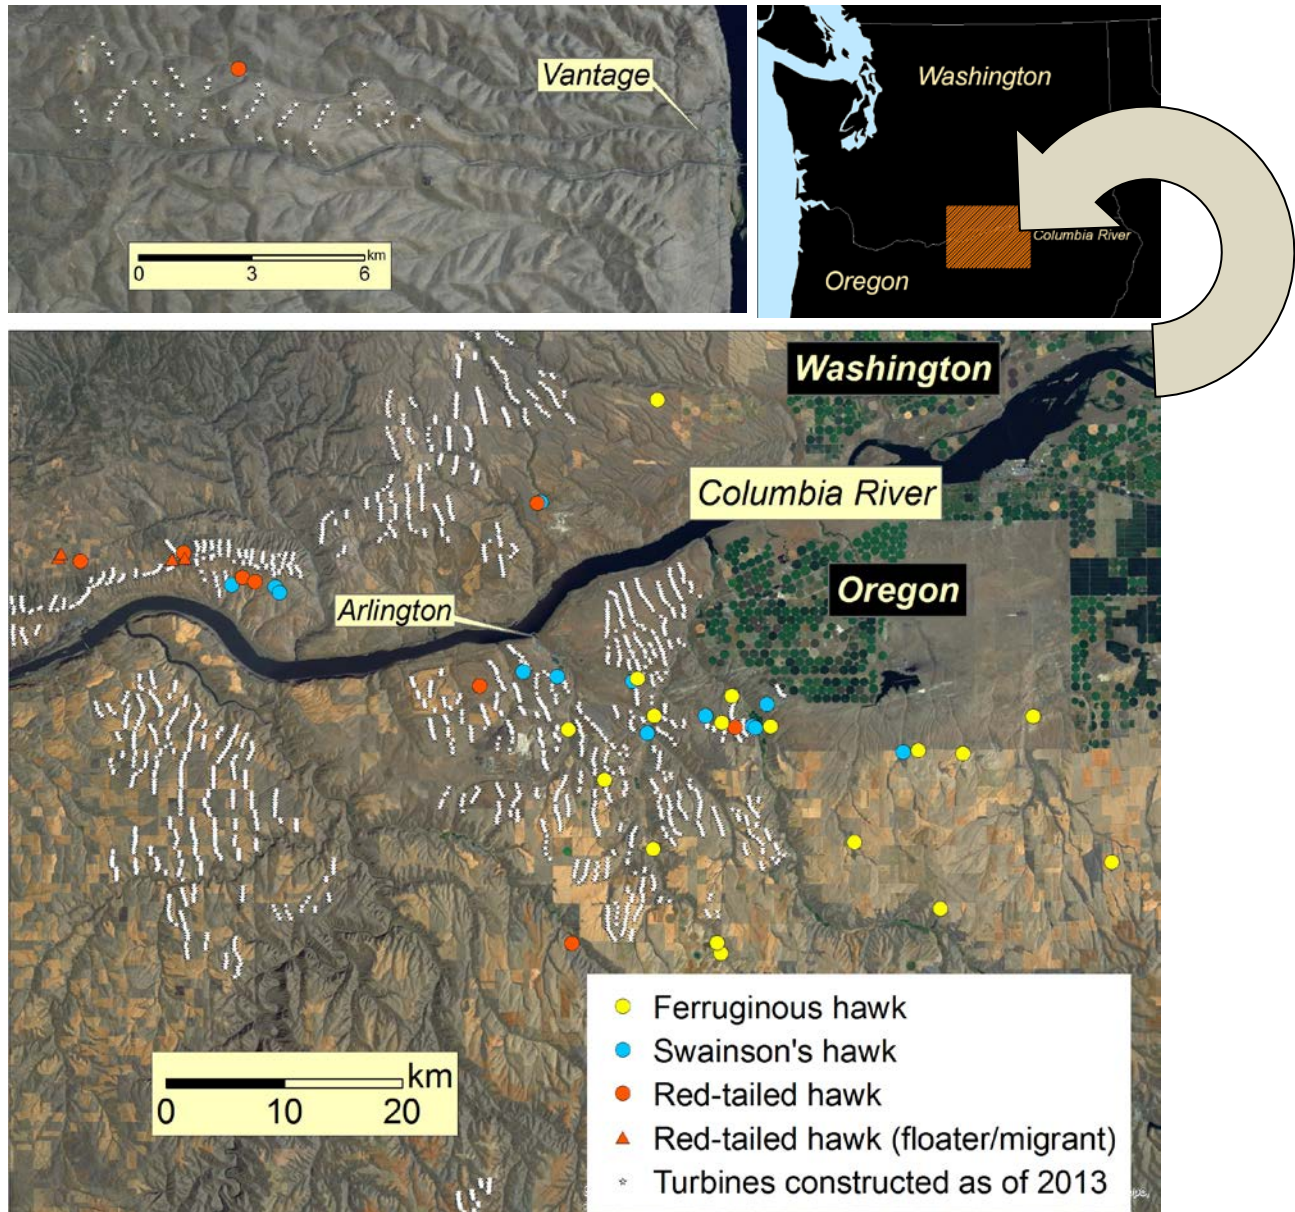 Vantage
km
0 3 6
Washington
Columbia River
Oregon
Washington
Columbia River
Oregon
Arlington
km
0 10 20
Ferruginous hawk
Swainson's hawk
Red-tailed hawk
Red-tailed hawk (floater/migrant)
Turbines constructed as of 2013